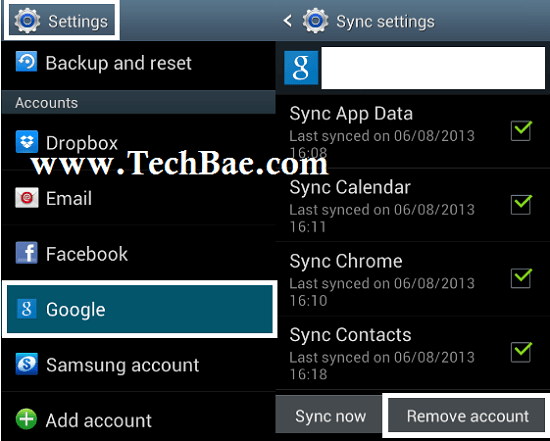 Settings
Backup and reset
Accounts
Dropbox
www.TechBae.com
Email
Facebook
Google
Samsung account
Add account
Sync settings
Sync App Data
Last synced on 06/08/2013
16:08
Sync Calendar
Last synced on 06/08/2013
16:11
Sync Chrome
Last synced on 06/08/2013
16:10
Sync Contacts
Last synced on 06/08/2013
16:18
Sync now
Remove account